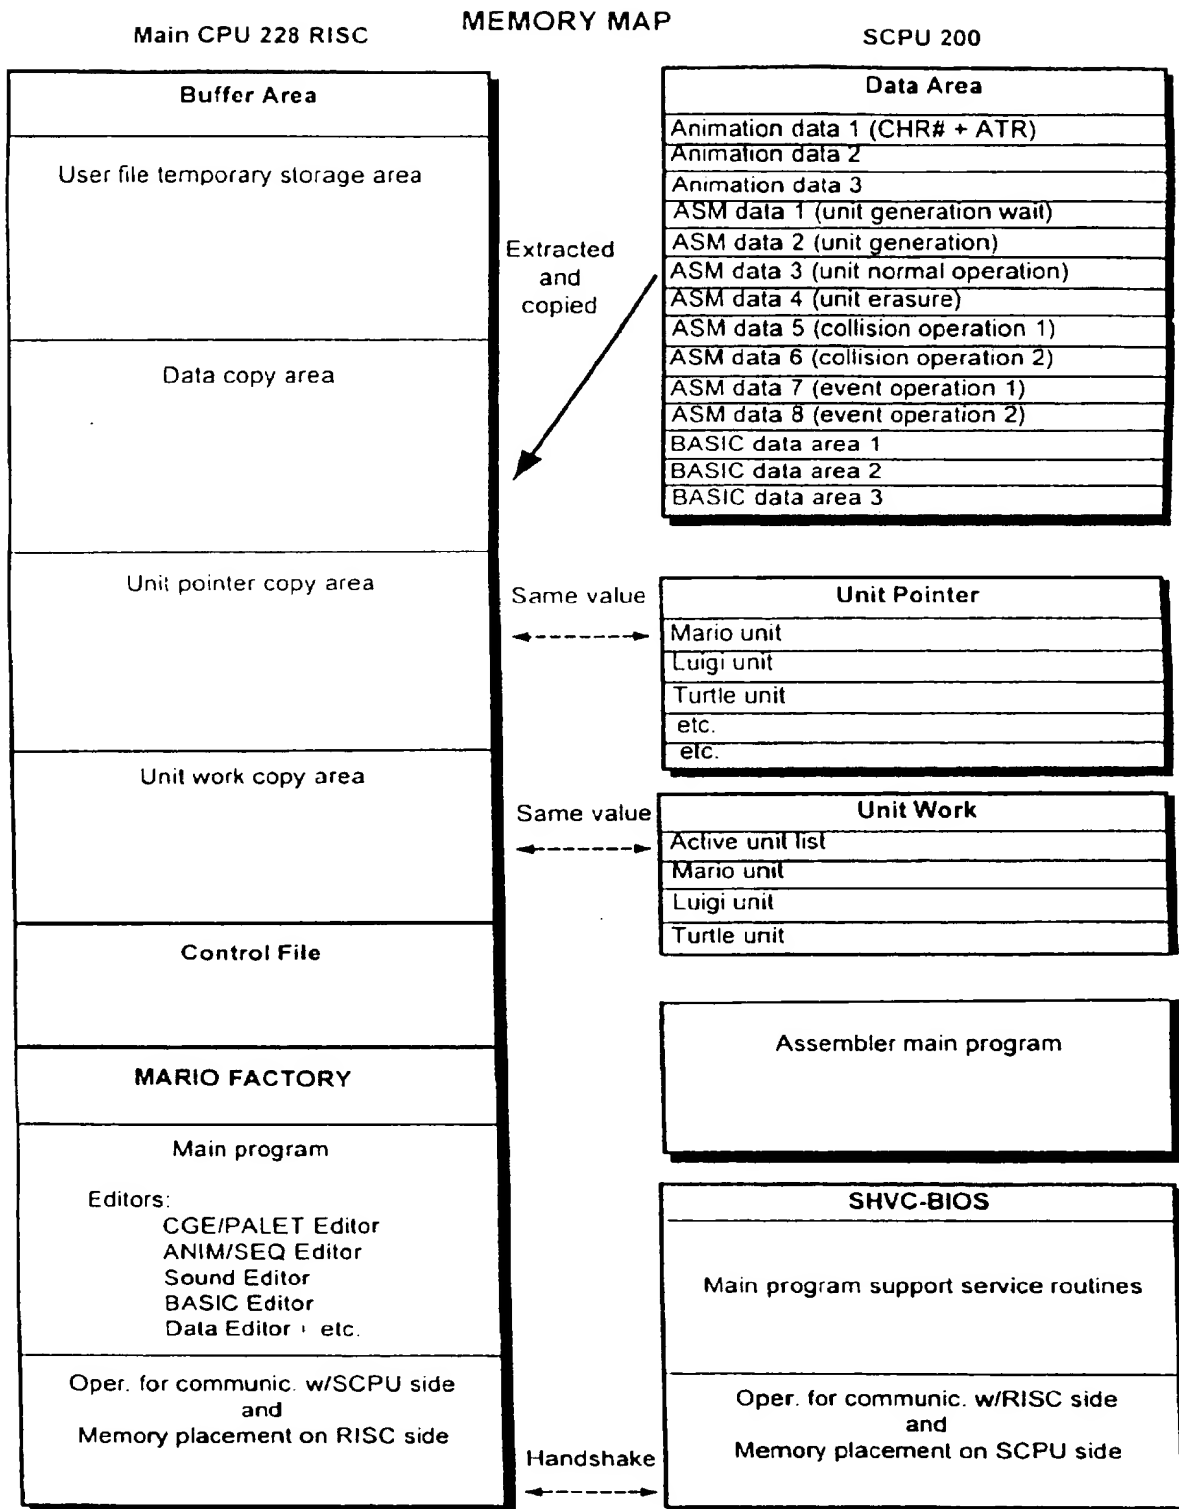 MEMORY MAP
Main CPU 228 RISC
Buffer Area
User file temporary storage area
Data copy area
Unit pointer copy area
Unit work copy area
Control File
MARIO FACTORY
Main program
Editors:
CGE/PALET Editor
ANIM/SEQ Editor
Sound Editor
BASIC Editor
Data Editor + etc.
Oper. for communic. w/SCPU side
and
Memory placement on RISC side
Extracted
and
copied
Same value
Same value
Handshake
SCPU 200
Data Area
Animation data 1 (CHR# + ATR)
Animation data 2
Animation data 3
ASM data 1 (unit generation wait)
ASM data 2 (unit generation)
ASM data 3 (unit normal operation)
ASM data 4 (unit erasure)
ASM data 5 (collision operation 1)
ASM data 6 (collision operation 2)
ASM data 7 (event operation 1)
ASM data 8 (event operation 2)
BASIC data area 1
BASIC data area 2
BASIC data area 3
Unit Pointer
Mario unit
Luigi unit
Turtle unit
etc.
etc.
Unit Work
Active unit list
Mario unit
Luigi unit
Turtle unit
Assembler main program
SHVC-BIOS
Main program support service routines
Oper. for communic. w/RISC side
and
Memory placement on SCPU side